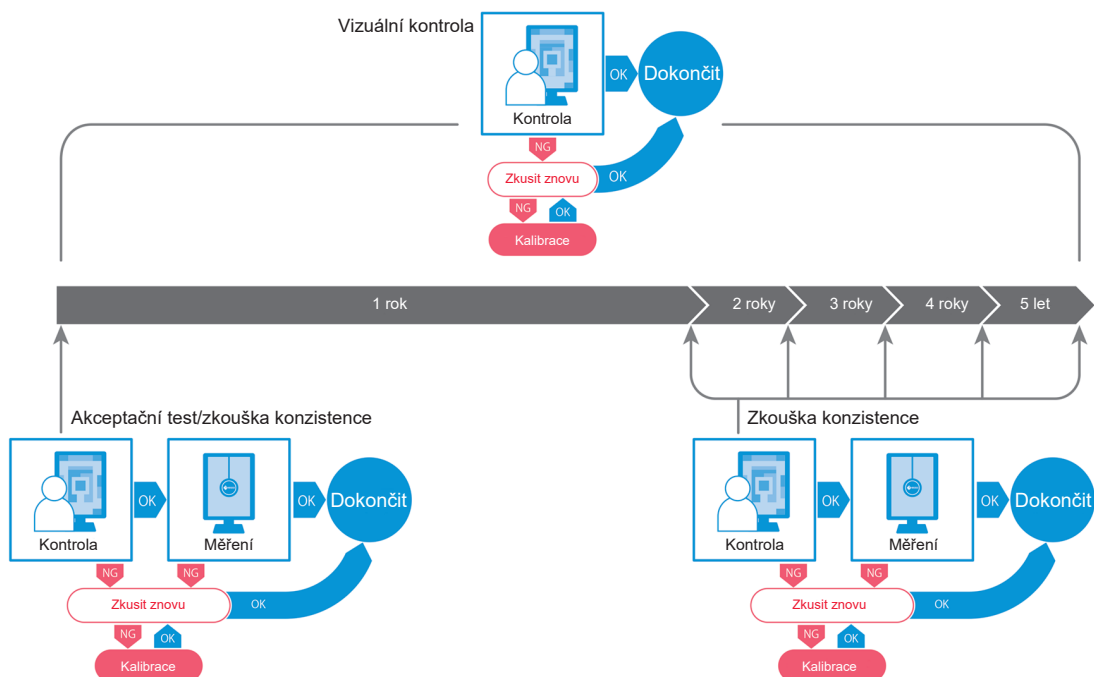 Vizuální kontrola
OK
Dokončit
Kontrola
NG
Zkusit znovu
OK
NG
OK
Kalibrace
1 rok
2 roky
3 roky
4 roky
5 let
Akceptační test/zkouška konzistence
Kontrola
OK
Měření
OK
Dokončit
NG
NG
Zkusit znovu
OK
NG
OK
Kalibrace
Zkouška konzistence
Kontrola
OK
Měření
OK
Dokončit
NG
NG
Zkusit znovu
OK
NG
OK
Kalibrace